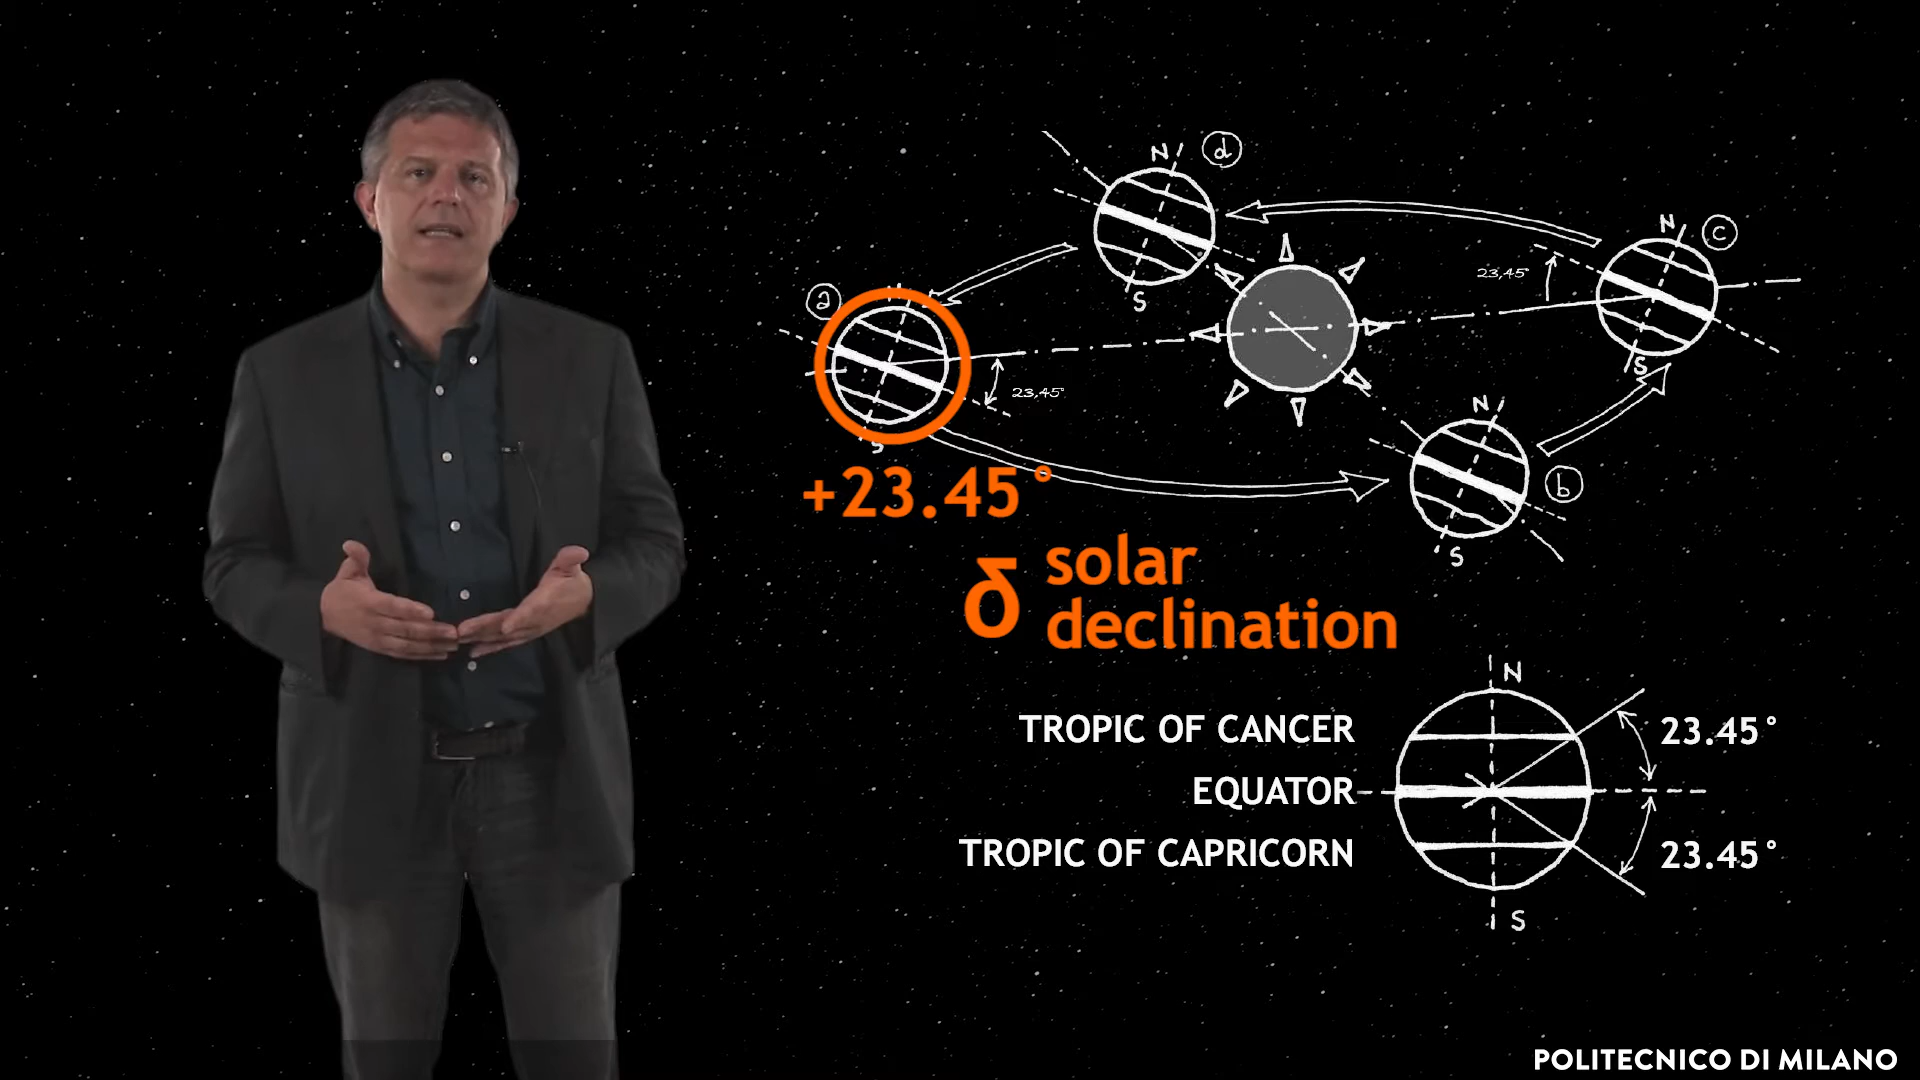 N
d
N
c
23,45°
S
a
N
S
23,45°
N
S
+23.45°
b
S
δ solar
declination
N
TROPIC OF CANCER
23.45°
EQUATOR
TROPIC OF CAPRICORN
23.45°
S
POLITECNICO DI MILANO